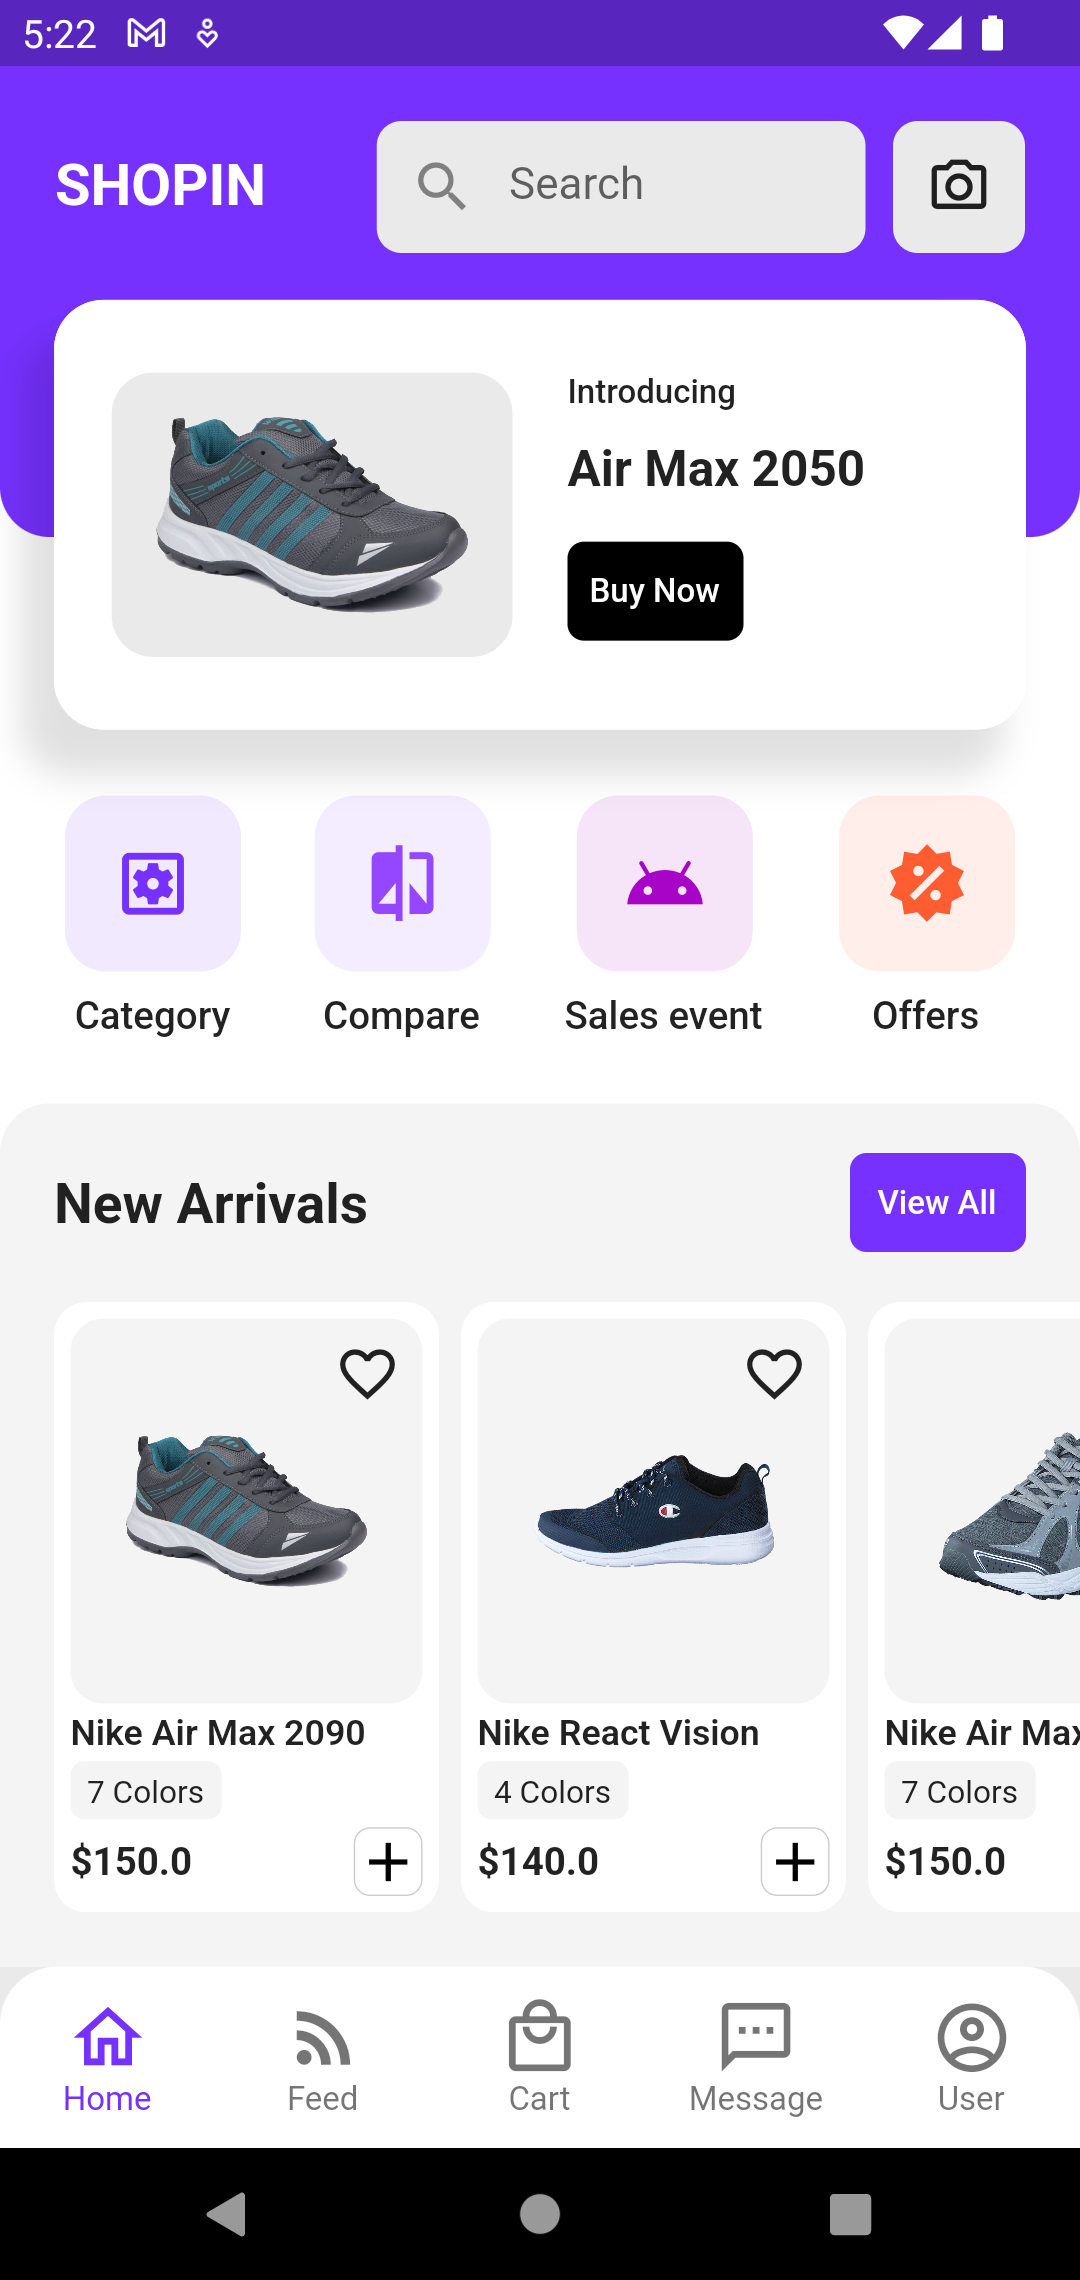 5:22
SHOPIN
Search
Introducing
Air Max 2050
Buy Now
Category
Compare
Sales event
Offers
New Arrivals
View All
Nike Air Max 2090
Nike React Vision
Nike Air Max
7 Colors
4 Colors
7 Colors
$150.0
$140.0
$150.0
Home
Feed
Cart
Message
User